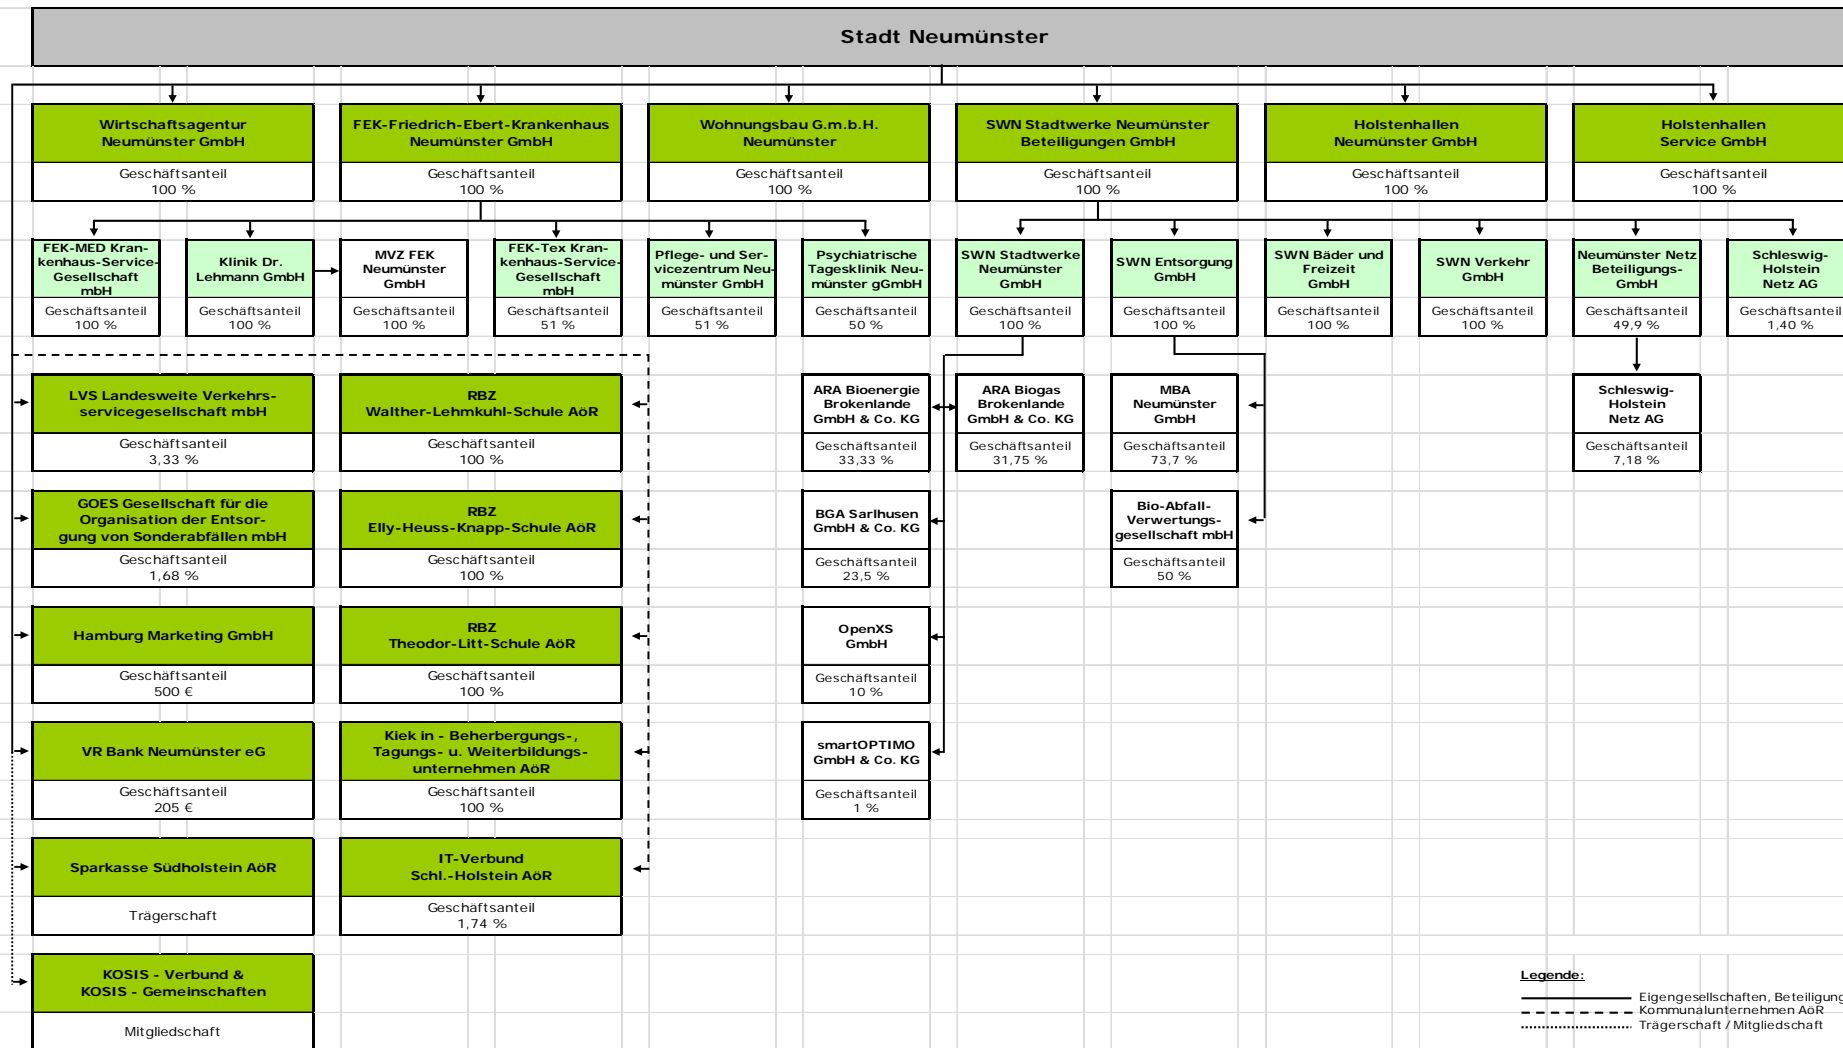 Stadt Neumünster
Wirtschaftsagentur
Neumünster GmbH
Geschäftsanteil
100 %
FEK-Friedrich-Ebert-Krankenhaus
Neumünster GmbH
Geschäftsanteil
100 %
Wohnungsbau G.m.b.H.
Neumünster
Geschäftsanteil
100 %
SWN Stadtwerke Neumünster
Beteiligungen GmbH
Geschäftsanteil
100 %
Holstenhallen
Neumünster GmbH
Geschäftsanteil
100 %
Holstenhallen
Service GmbH
Geschäftsanteil
100 %
FEK-MED Kran-
kenhaus-Service-
Gesellschaft
mbH
Geschäftsanteil
100 %
Klinik Dr.
Lehmann GmbH
Geschäftsanteil
100 %
MVZ FEK
Neumünster
GmbH
Geschäftsanteil
100 %
FEK-Tex Kran-
kenhaus-Service-
Gesellschaft
mbH
Geschäftsanteil
51 %
Pflege- und Ser-
vicezentrum Neu-
münster GmbH
Geschäftsanteil
51 %
Psychiatrische
Tagesklinik Neu-
münster gGmbH
Geschäftsanteil
50 %
SWN Stadtwerke
Neumünster
GmbH
Geschäftsanteil
100 %
SWN Entsorgung
GmbH
Geschäftsanteil
100 %
SWN Bäder und
Freizeit
GmbH
Geschäftsanteil
100 %
SWN Verkehr
GmbH
Geschäftsanteil
100 %
Neumünster Netz
Beteiligungs-
GmbH
Geschäftsanteil
49,9 %
Schleswig-
Holstein
Netz AG
Geschäftsanteil
1,40 %
LVS Landesweite Verkehrs-
servicegesellschaft mbH
Geschäftsanteil
3,33 %
RBZ
Walther-Lehmkuhl-Schule AöR
Geschäftsanteil
100 %
ARA Bioenergie
Brokenlande
GmbH & Co. KG
Geschäftsanteil
33,33 %
ARA Biogas
Brokenlande
GmbH & Co. KG
Geschäftsanteil
31,75 %
MBA
Neumünster
GmbH
Geschäftsanteil
73,7 %
Schleswig-
Holstein
Netz AG
Geschäftsanteil
7,18 %
GOES Gesellschaft für die
Organisation der Entsor-
gung von Sonderabfällen mbH
Geschäftsanteil
1,68 %
RBZ
Elly-Heuss-Knapp-Schule AöR
Geschäftsanteil
100 %
BGA Sarlhusen
GmbH & Co. KG
Geschäftsanteil
23,5 %
Bio-Abfall-
Verwertungs-
gesellschaft mbH
Geschäftsanteil
50 %
Hamburg Marketing GmbH
Geschäftsanteil
500 €
RBZ
Theodor-Litt-Schule AöR
Geschäftsanteil
100 %
OpenXS
GmbH
Geschäftsanteil
10 %
VR Bank Neumünster eG
Geschäftsanteil
205 €
Kiek in - Beherbergungs-,
Tagungs- u. Weiterbildungs-
unternehmen AöR
Geschäftsanteil
100 %
smartOPTIMO
GmbH & Co. KG
Geschäftsanteil
1 %
Sparkasse Südholstein AöR
Trägerschaft
IT-Verbund
Schl.-Holstein AöR
Geschäftsanteil
1,74 %
KOSIS - Verbund &
KOSIS - Gemeinschaften
Mitgliedschaft
Legende:
Eigengesellschaften, Beteiligung
Kommunalunternehmen AöR
Trägerschaft / Mitgliedschaft